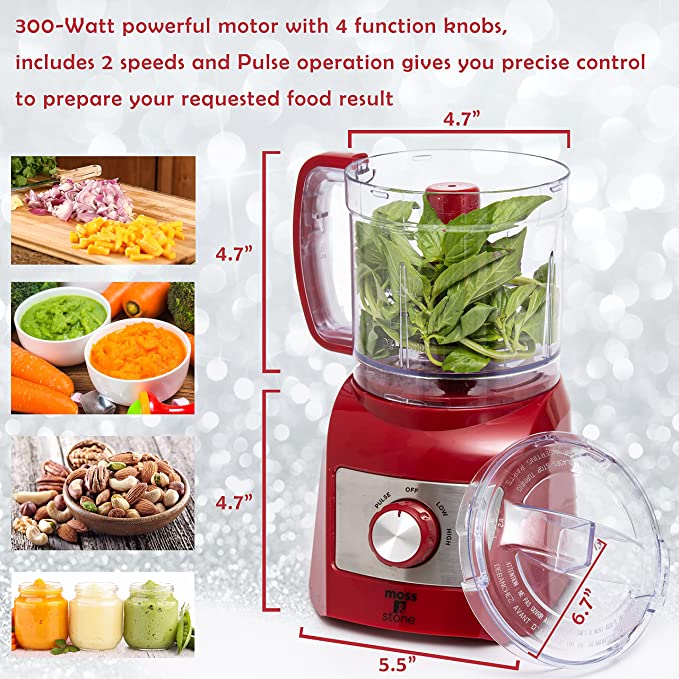 300-Watt powerful motor with 4 function knobs,
includes 2 speeds and Pulse operation gives you precise control
to prepare your requested food result
4.7”
4.7”
4.7”
PULSE
OFF
LOW
HIGH
moss
stone
5.5”
6.7”